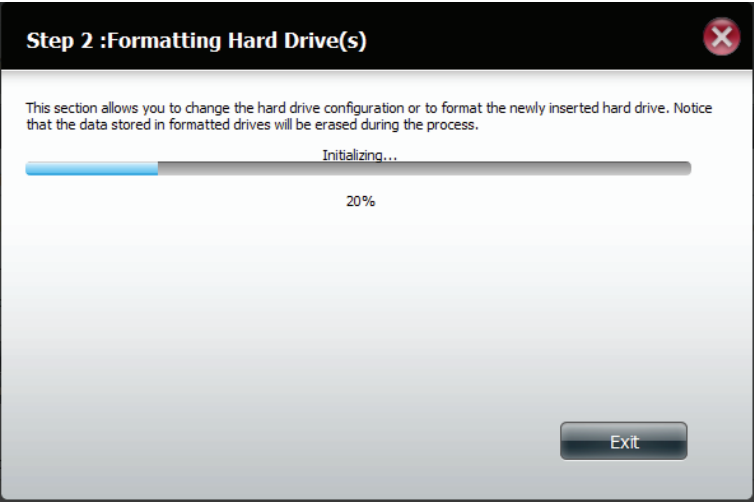 Step 2 :Formatting Hard Drive(s)
This section allows you to change the hard drive configuration or to format the newly inserted hard drive. Notice
that the data stored in formatted drives will be erased during the process.
Initializing...
20%
Exit